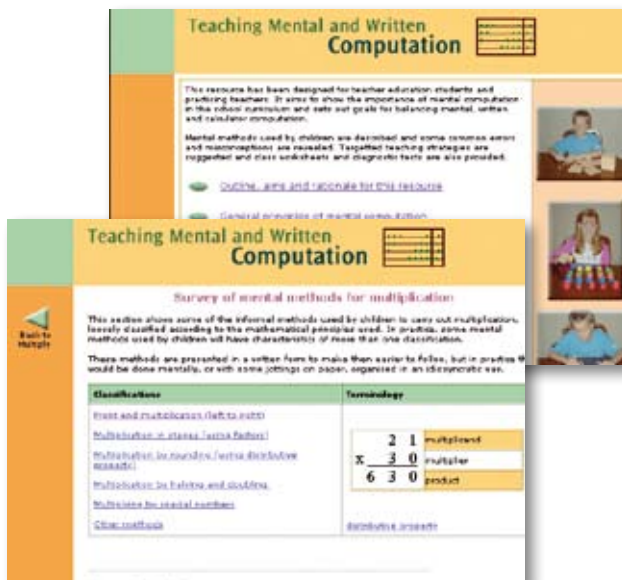 Teaching Mental and Written
Computation
This resource has been designed for teacher education students and
practising teachers. It aims to show the importance of mental computation
in the school curriculum and sets out goals for balancing mental, written
and calculator computation.
Mental methods used by children are described and some common errors
and misconceptions are revealed. Targetted teaching strategies are
suggested and class worksheets and diagnostic tests are also provided.
Outline, aims and rationale for this resource
General principles of mental computation
Teaching Mental and Written
Computation
Back to
Multiply
Survey of mental methods for multiplication
This section shows some of the informal methods used by children to carry out multiplication,
loosely classified according to the mathematical principles used. In practice, some mental
methods used by children will have characteristics of more than one classification.
These methods are presented in a written form to make them easier to follow, but in practice th
would be done mentally, or with some jottings on paper, organised in an idiosyncratic way.
Classifications
Terminology
Front end multiplication (left to right)
Multiplication in stages (using factors)
Multiplication by rounding (using distributive
property)
Multiplication by halving and doubling
Multiplying by special numbers
Other methods
2 1 multiplicand
x 3 0 multiplier
6 3 0 product
distributive property